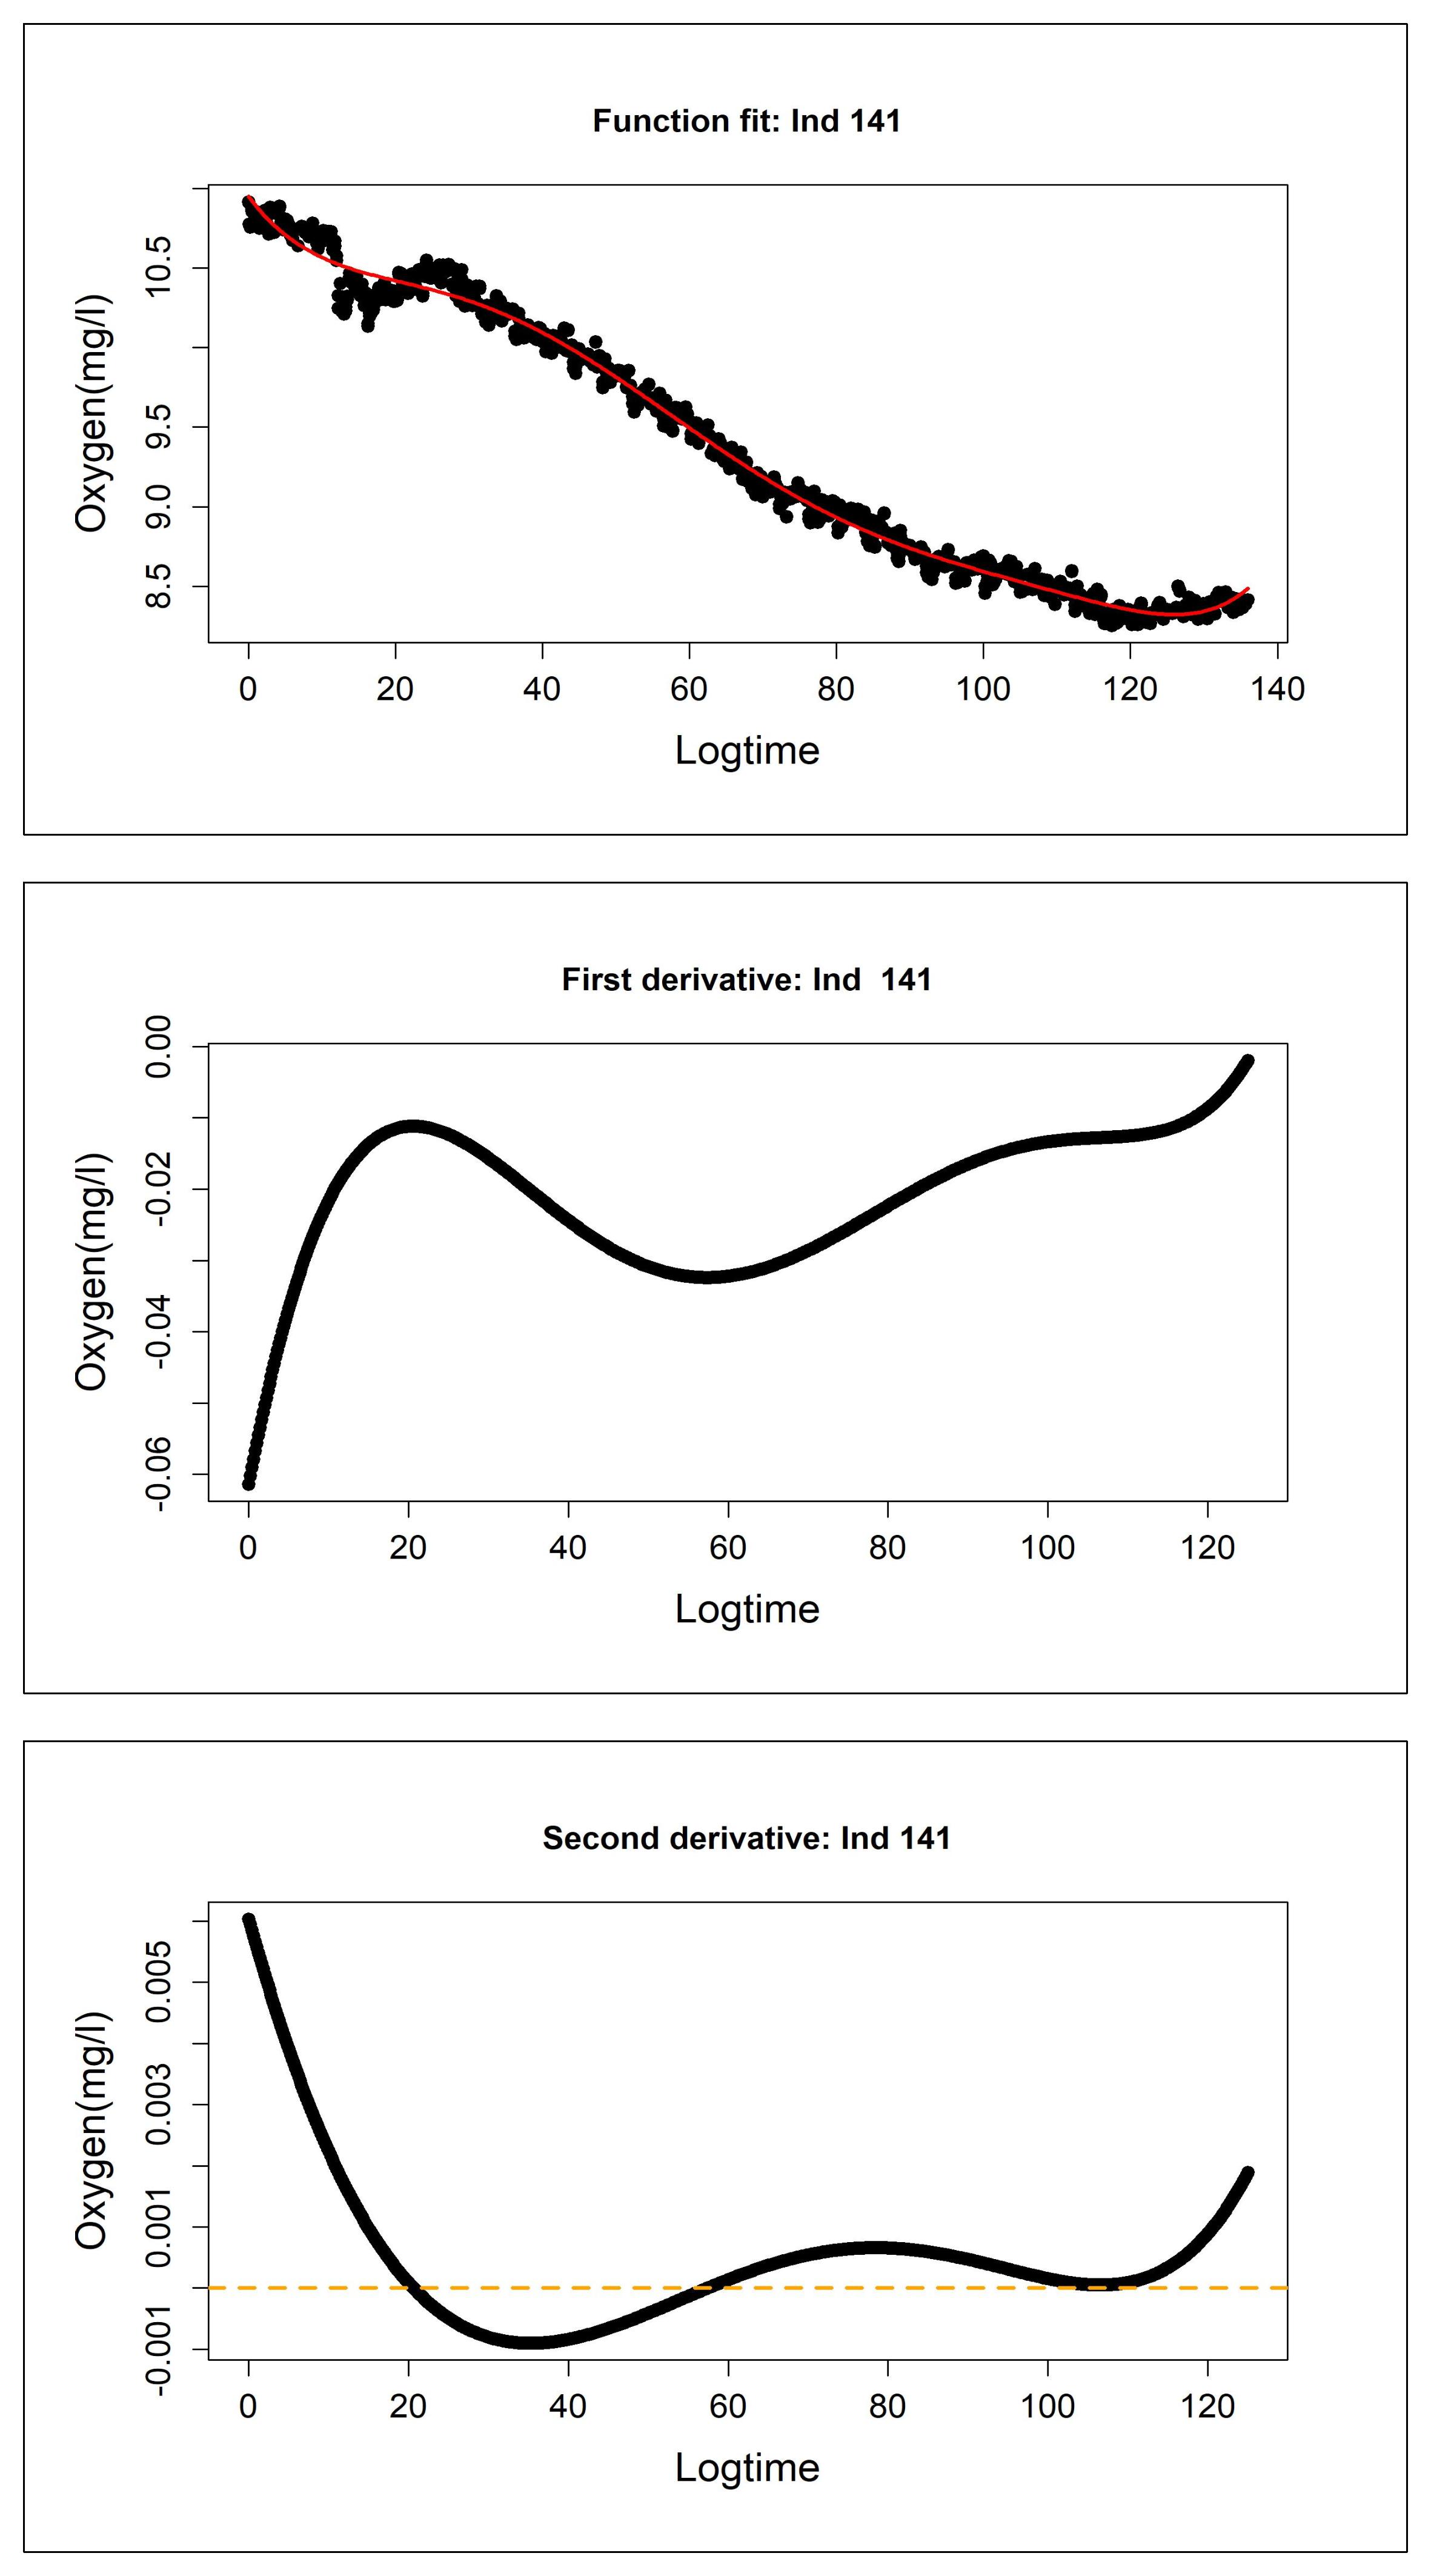 Function fit: Ind 141
Oxygen(mg/l)
10.5
9.5
9.0
8.5
0 20 40 60 80 100 120 140
Logtime
First derivative: Ind  141
Oxygen(mg/l)
0.00
-0.02
-0.04
-0.06
0 20 40 60 80 100 120
Logtime
Second derivative: Ind 141
Oxygen(mg/l)
0.005
0.003
0.001
-0.001
0 20 40 60 80 100 120
Logtime